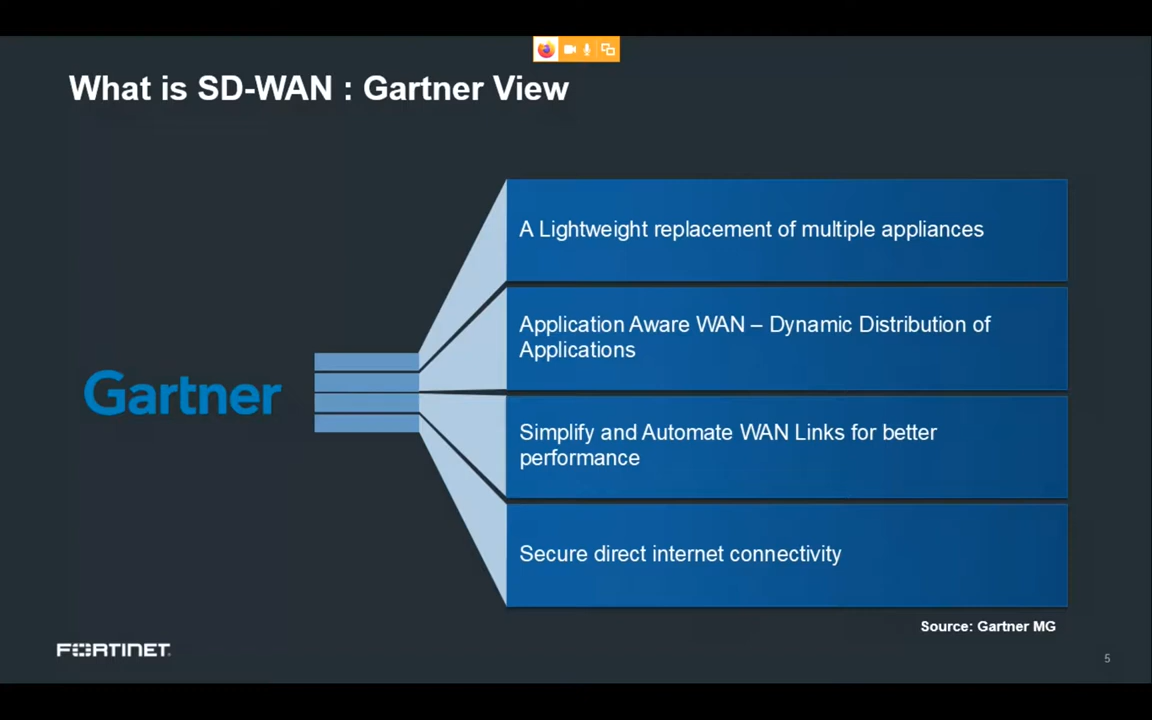 What is SD-WAN : Gartner View
A Lightweight replacement of multiple appliances
Application Aware WAN – Dynamic Distribution of
Applications
Gartner
Simplify and Automate WAN Links for better
performance
Secure direct internet connectivity
Source: Gartner MG
FORTINET
5